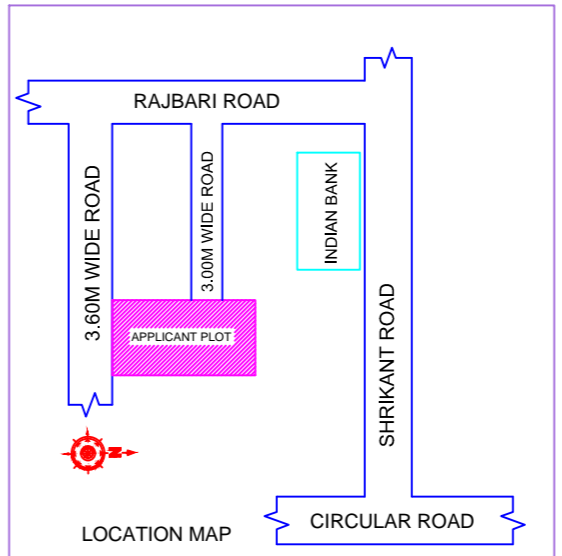 RAJBARI ROAD
3.60M WIDE ROAD
3.00M WIDE ROAD
INDIAN BANK
APPLICANT PLOT
SHRIKANT ROAD
N
LOCATION MAP
CIRCULAR ROAD